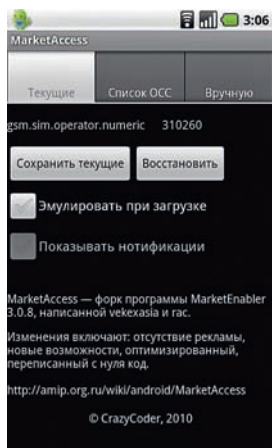 3:06
MarketAccess
Текущие
Список ОСС
Вручную
gsm.sim.operator.numeric 310260
Сохранить текущие
Восстановить
Эмулировать при загрузке
Показывать нотификации
MarketAccess — форк программы MarketEnabler
3.0.8, написанной vekexasia и rac.
Изменения включают: отсутствие рекламы,
новые возможности, оптимизированный,
переписанный с нуля код.
http://amip.org.ru/wiki/android/MarketAccess
© CrazyCoder, 2010